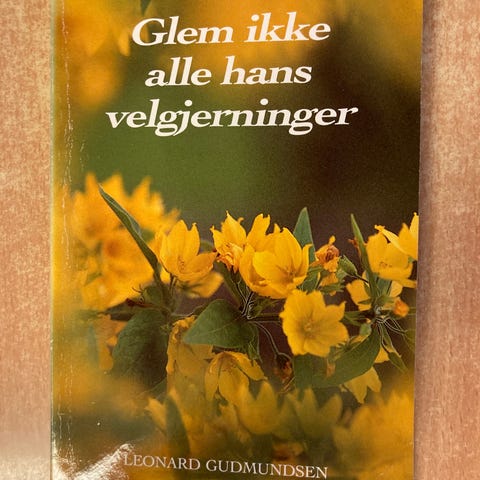 Glem ikke
alle hans
velgjerninger
LEONARD GUDMUNDSEN